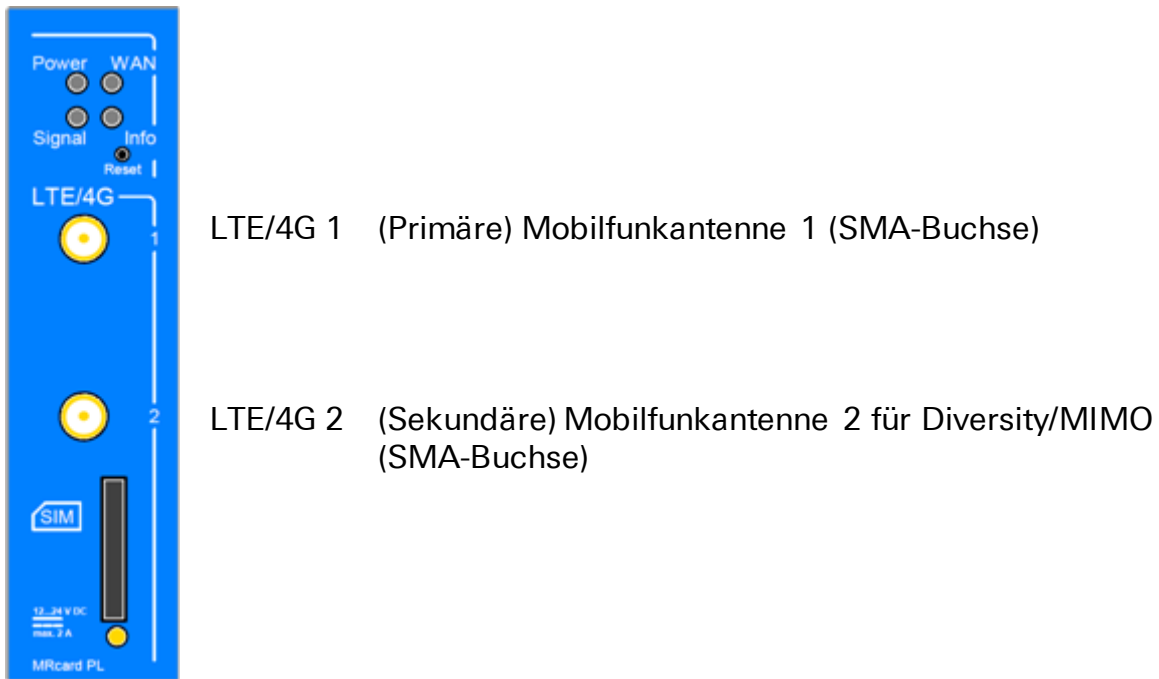 Power WAN
Signal Info
Reset
LTE/4G
1
LTE/4G 1 (Primäre) Mobilfunkantenne 1 (SMA-Buchse)
2
LTE/4G 2 (Sekundäre) Mobilfunkantenne 2 für Diversity/MIMO
(SMA-Buchse)
SIM
12...24 V DC
max. 2 A
MRcard PL